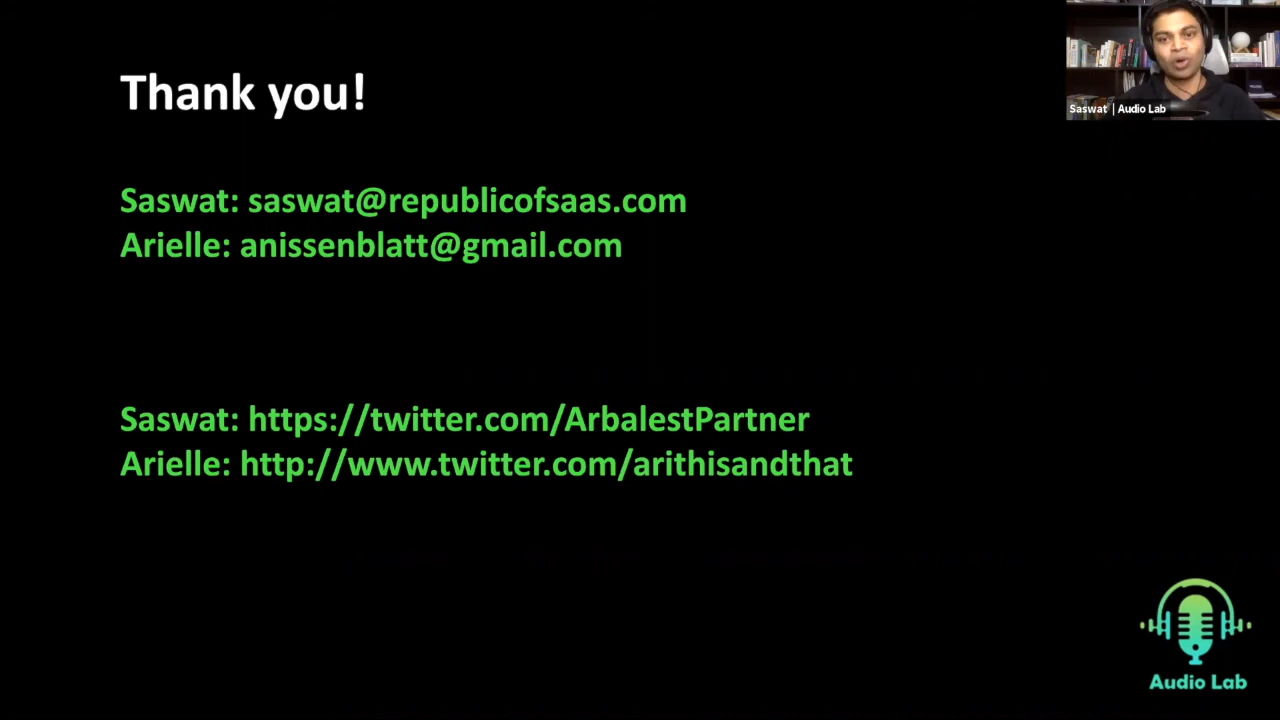 Thank you!
Saswat | Audio Lab
Saswat: saswat@republicofsaas.com
Arielle: anissenblatt@gmail.com
Saswat: https://twitter.com/ArbalestPartner
Arielle: http://www.twitter.com/arithisandthat
Audio Lab